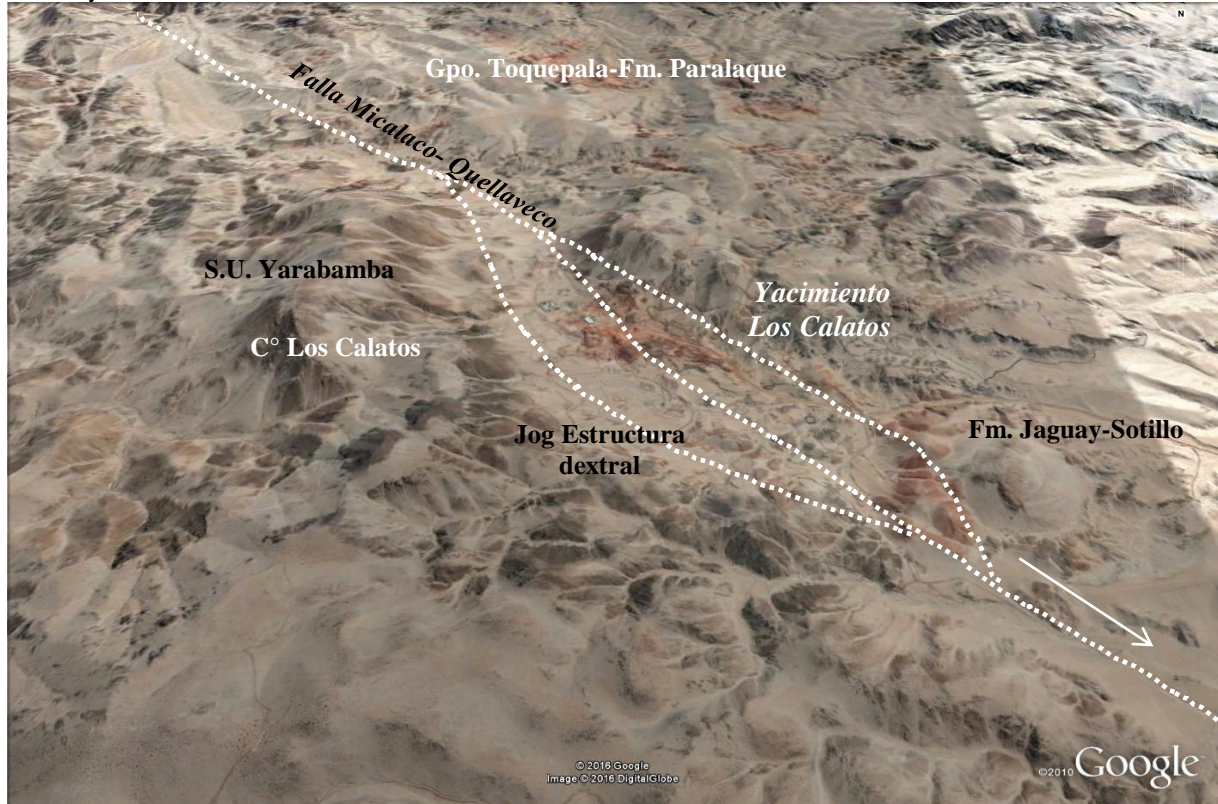 N
Gpo. Toquepala-Fm. Paralaque
Falla Micalaco- Quellaveco
S.U. Yarabamba
Yacimiento
Los Calatos
C° Los Calatos
Jog Estructura
dextral
Fm. Jaguay-Sotillo
© 2016 Google
Image © 2016 DigitalGlobe
©2010 Google